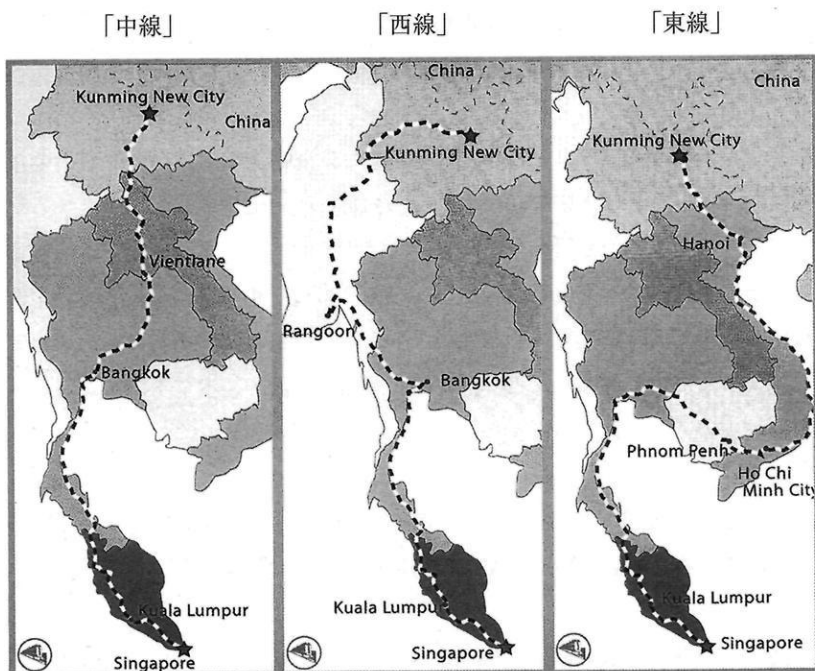 「中線」
「西線」
「東線」
Kunming New City
China
Vientiane
Bangkok
Kuala Lumpur
Singapore
China
Kunming New City
Rangoon
Bangkok
Kuala Lumpur
Singapore
China
Kunming New City
Hanoi
Phnom Penh
Ho Chi
Minh City
Kuala Lumpur
Singapore